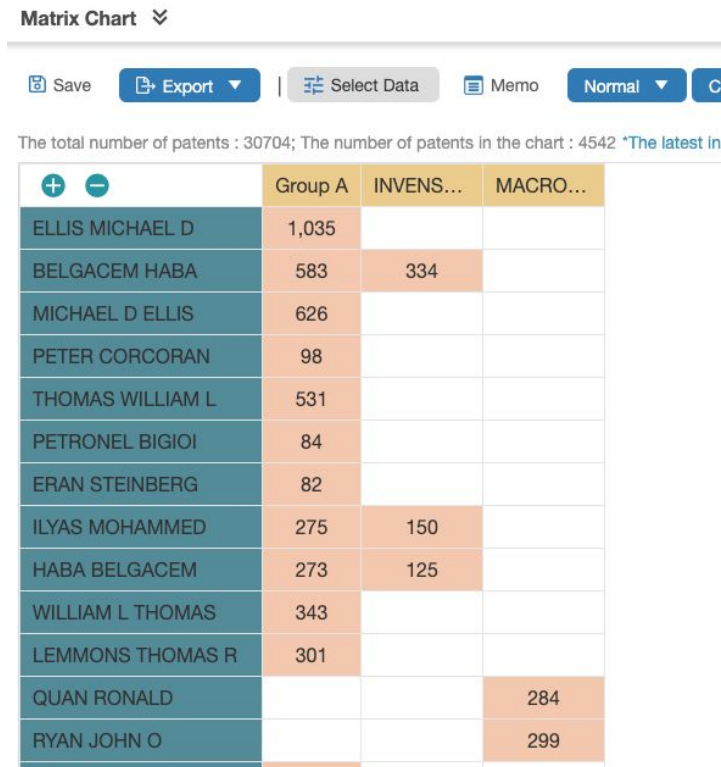 Matrix Chart
Save Export | Select Data Memo Normal C
The total number of patents : 30704; The number of patents in the chart : 4542 *The latest in
Group A INVENS... MACRO...
ELLIS MICHAEL D 1,035
BELGACEM HABA 583 334
MICHAEL D ELLIS 626
PETER CORCORAN 98
THOMAS WILLIAM L 531
PETRONEL BIGIOI 84
ERAN STEINBERG 82
ILYAS MOHAMMED 275 150
HABA BELGACEM 273 125
WILLIAM L THOMAS 343
LEMMONS THOMAS R 301
QUAN RONALD 284
RYAN JOHN O 299